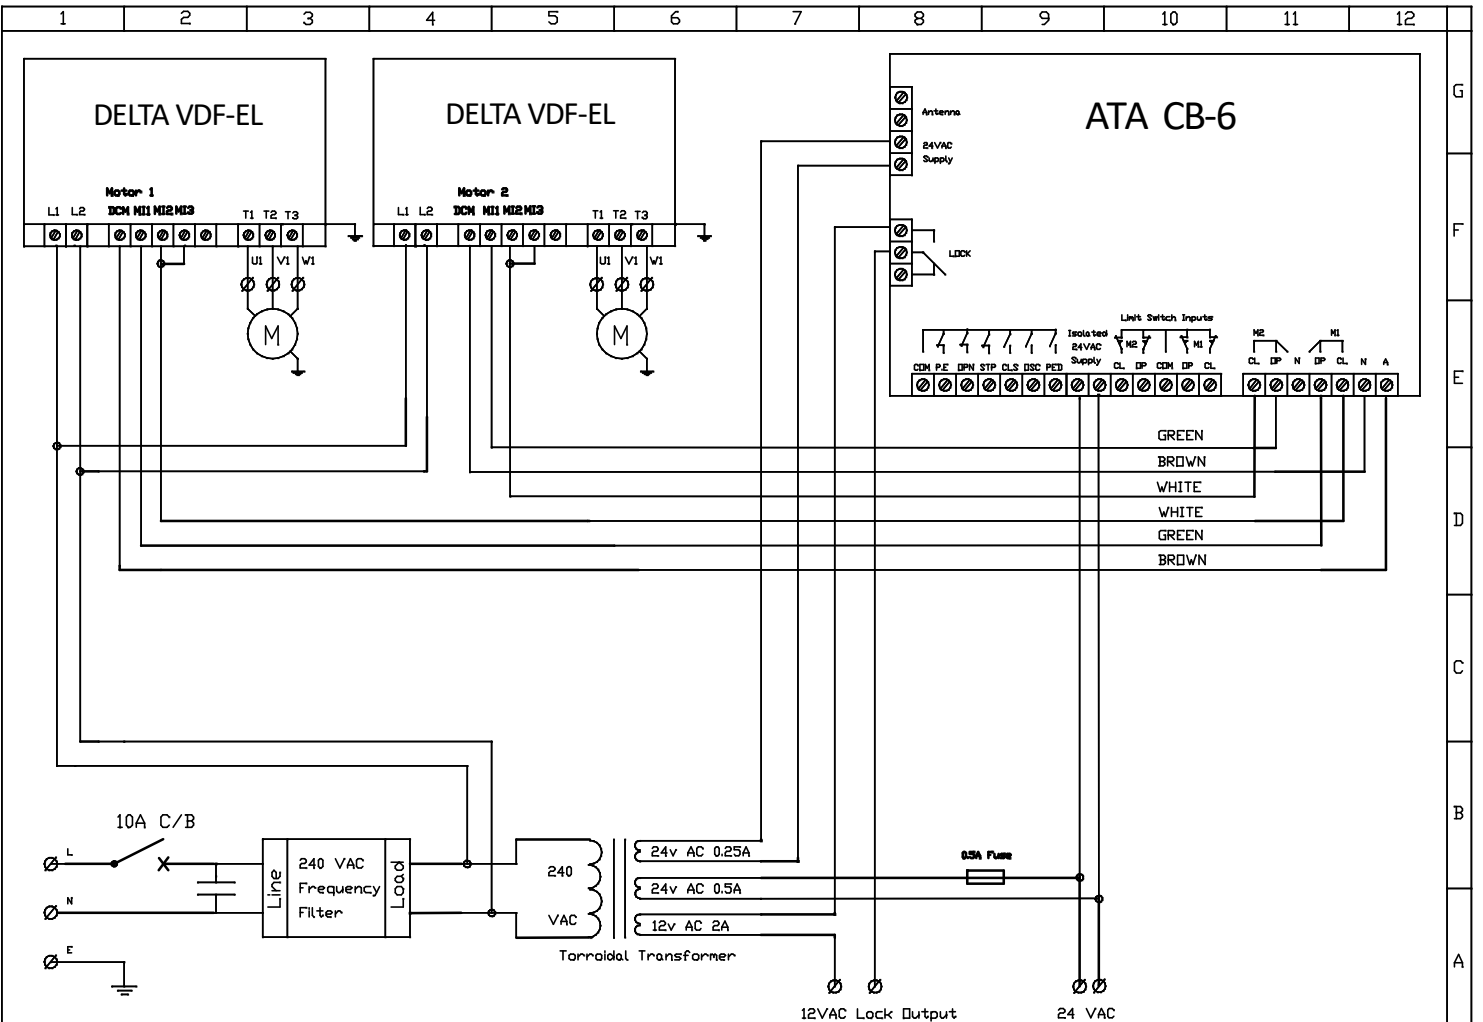 1 2 3 4 5 6 7 8 9 10 11 12
DELTA VDF-EL
DELTA VDF-EL
ATA CB-6
G
Antenna
24VAC
Supply
Motor 1
Motor 2
L1 L2 DCM MI1 MI2 MI3 T1 T2 T3
L1 L2 DCM MI1 MI2 MI3 T1 T2 T3
F
LOCK
U1 V1 W1
U1 V1 W1
M
M
Limit Switch Inputs
Isolated
24VAC
Supply
M2 M1
M2 M1
COM P.E OPN STP CLS OSC PED
CL OP COM OP CL
CL OP N OP CL N A
E
GREEN
BROWN
WHITE
WHITE
GREEN
BROWN
D
C
B
10A C/B
L
N
E
Line
240 VAC
Frequency
Filter
Load
240
VAC
24v AC 0.25A
24v AC 0.5A
12v AC 2A
0.5A Fuse
Torroidal Transformer
A
12VAC Lock Output
24 VAC